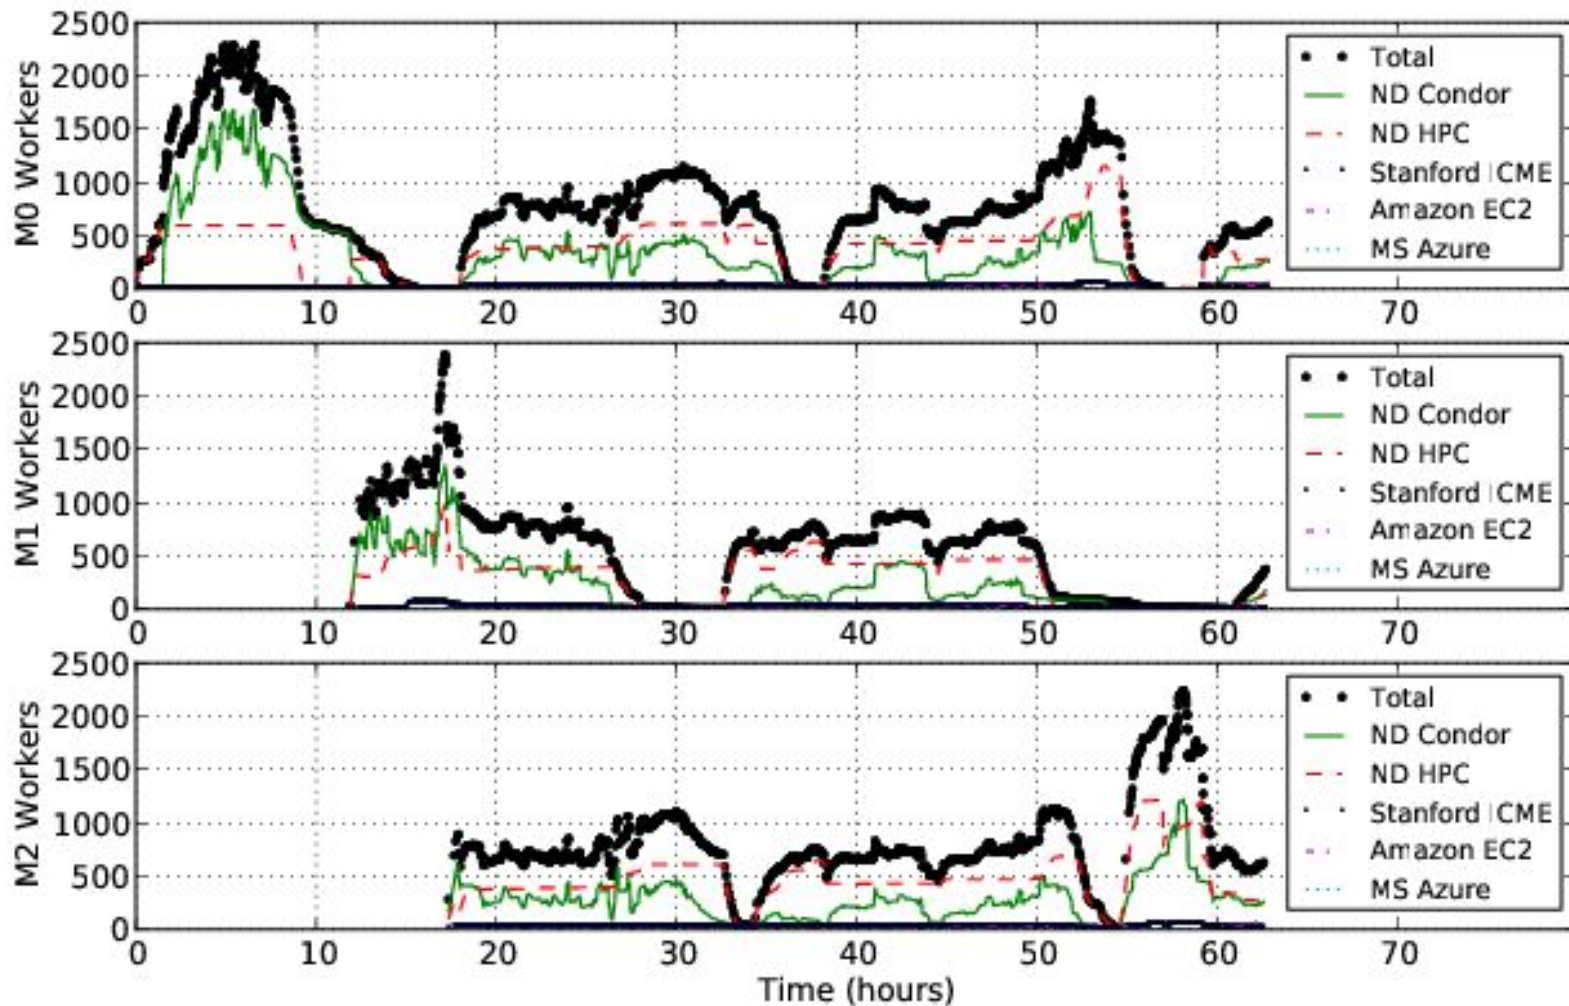 2500
2000
1500
1000
500
0
M0 Workers
0 10 20 30 40 50 60 70
Total
ND Condor
ND HPC
Stanford ICME
Amazon EC2
MS Azure
2500
2000
1500
1000
500
0
M1 Workers
0 10 20 30 40 50 60 70
Total
ND Condor
ND HPC
Stanford ICME
Amazon EC2
MS Azure
2500
2000
1500
1000
500
0
M2 Workers
0 10 20 30 40 50 60 70
Time (hours)
Total
ND Condor
ND HPC
Stanford ICME
Amazon EC2
MS Azure